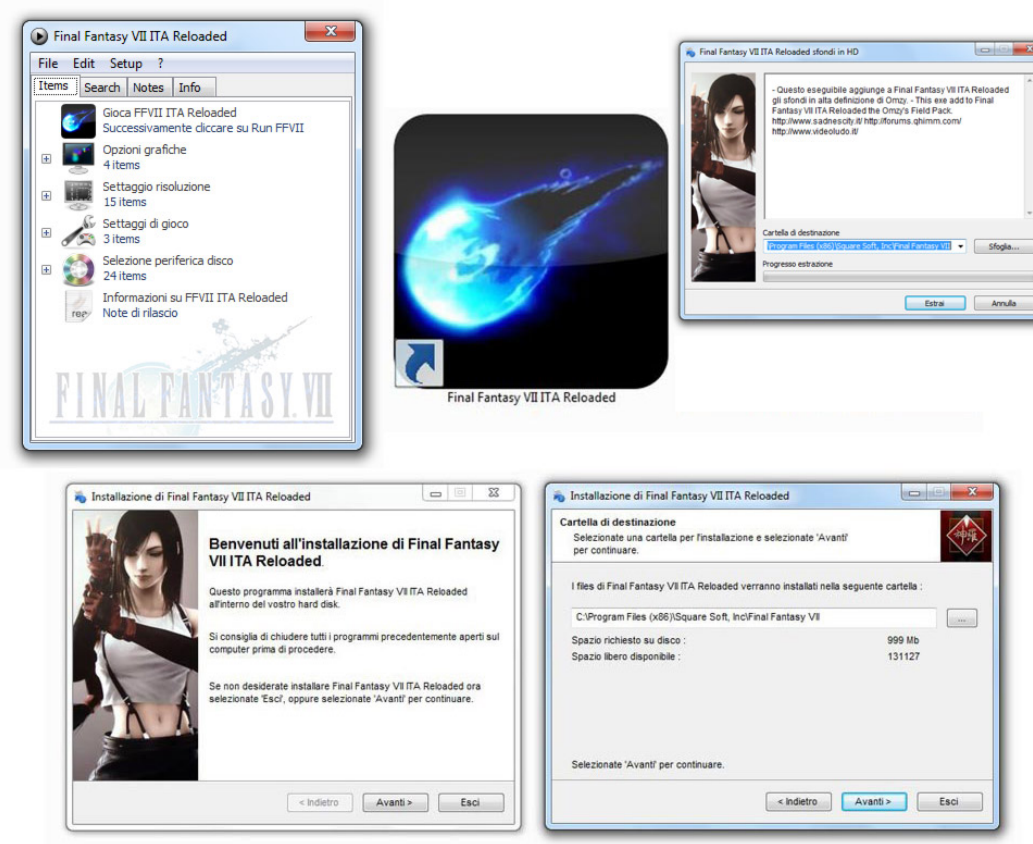 Final Fantasy VII ITA Reloaded
File Edit Setup ?
Items Search Notes Info
Gioca FFVII ITA Reloaded
Successivamente cliccare su Run FFVII
Opzioni grafiche
4 items
Settaggio risoluzione
15 items
Settaggi di gioco
3 items
Selezione periferica disco
24 items
Informazioni su FFVII ITA Reloaded
Note di rilascio
FINAL FANTASY VII
Final Fantasy VII ITA Reloaded
Final Fantasy VII ITA Reloaded sfondi in HD
- Questo eseguibile aggiunge a Final Fantasy VII ITA Reloaded
gli sfondi in alta definizione di Omzy. - This exe add to Final
Fantasy VII ITA Reloaded the Omzy's Field Pack.
http://www.sadnescity.it/ http://forums.qhimm.com/
http://www.videoludo.it/
Cartella di destinazione
\Program Files (x86)\Square Soft, Inc\Final Fantasy VII
Sfoglia...
Progresso estrazione
Estrai Annulla
Installazione di Final Fantasy VII ITA Reloaded
Benvenuti all'installazione di Final Fantasy
VII ITA Reloaded.
Questo programma installerà Final Fantasy VII ITA Reloaded
all'interno del vostro hard disk.
Si consiglia di chiudere tutti i programmi precedentemente aperti sul
computer prima di procedere.
Se non desiderate installare Final Fantasy VII ITA Reloaded ora
selezionate 'Esci', oppure selezionate 'Avanti' per continuare.
< Indietro Avanti > Esci
Installazione di Final Fantasy VII ITA Reloaded
Cartella di destinazione
Selezionate una cartella per l'installazione e selezionate 'Avanti'
per continuare.
神羅
I files di Final Fantasy VII ITA Reloaded verranno installati nella seguente cartella :
C:\Program Files (x86)\Square Soft, Inc\Final Fantasy VII
...
Spazio richiesto su disco : 999 Mb
Spazio libero disponibile : 131127
Selezionate 'Avanti' per continuare.
< Indietro Avanti > Esci